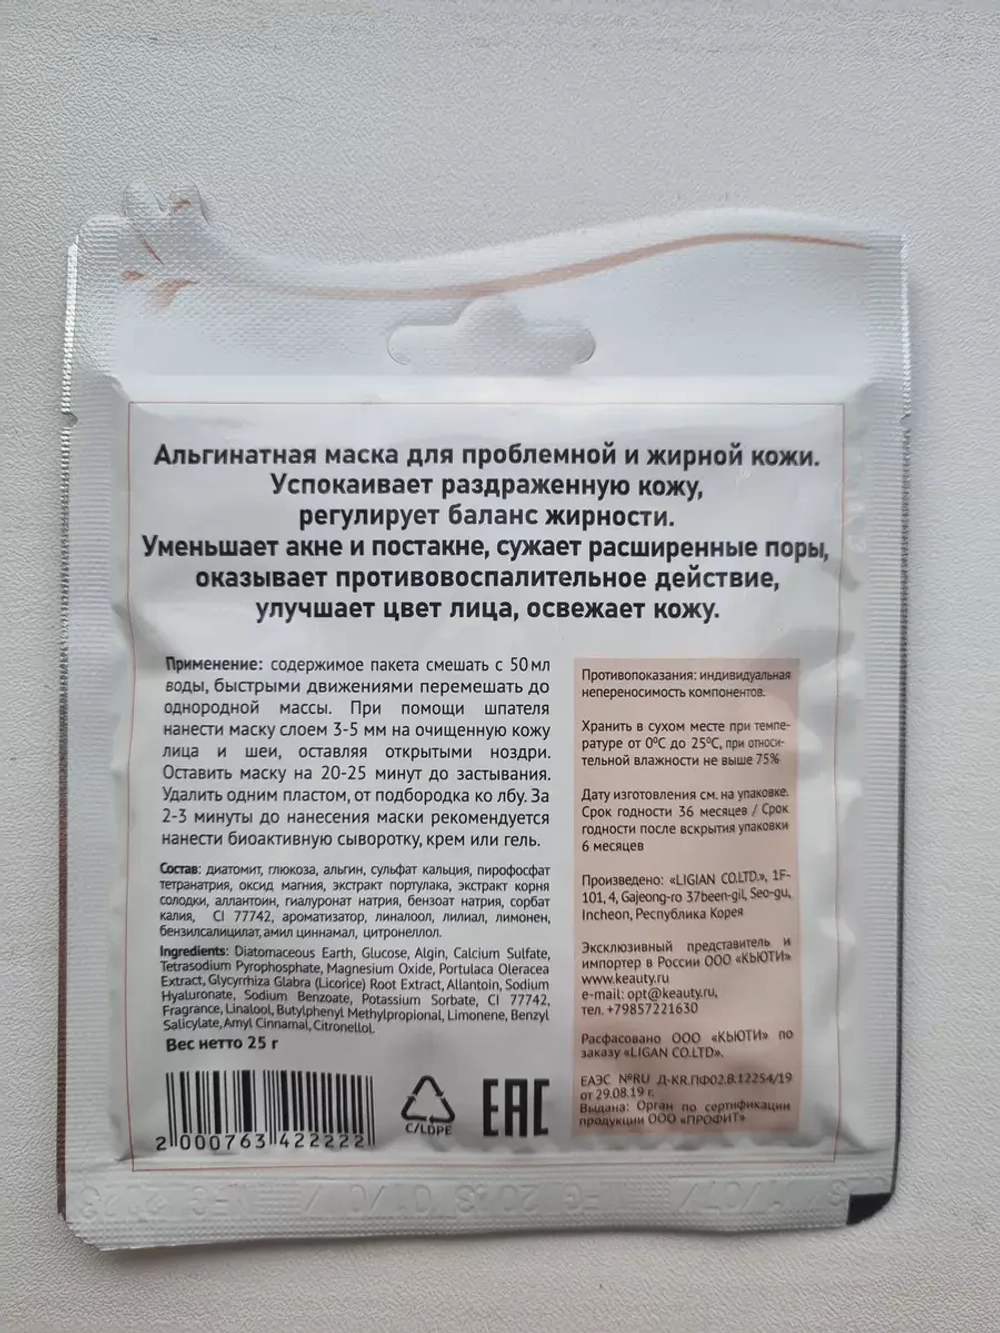 Альгинатная маска для проблемной и жирной кожи.
Успокаивает раздраженную кожу,
регулирует баланс жирности.
Уменьшает акне и постакне, сужает расширенные поры,
оказывает противовоспалительное действие,
улучшает цвет лица, освежает кожу.
Применение: содержимое пакета смешать с 50 мл
воды, быстрыми движениями перемешать до
однородной массы. При помощи шпателя
нанести маску слоем 3-5 мм на очищенную кожу
лица и шеи, оставляя открытыми ноздри.
Оставить маску на 20-25 минут до застывания.
Удалить одним пластом, от подбородка ко лбу. За
2-3 минуты до нанесения маски рекомендуется
нанести биоактивную сыворотку, крем или гель.
Состав: диатомит, глюкоза, альгин, сульфат кальция, пирофосфат
тетранатрия, оксид магния, экстракт портулака, экстракт корня
солодки, аллантоин, гиалуронат натрия, бензоат натрия, сорбат
калия, CI 77742, ароматизатор, линалоол, лилиал, лимонен,
бензилсалицилат, амил циннамал, цитронеллол.
Ingredients: Diatomaceous Earth, Glucose, Algin, Calcium Sulfate,
Tetrasodium Pyrophosphate, Magnesium Oxide, Portulaca Oleracea
Extract, Glycyrrhiza Glabra (Licorice) Root Extract, Allantoin, Sodium
Hyaluronate, Sodium Benzoate, Potassium Sorbate, CI 77742,
Fragrance, Linalool, Butylphenyl Methylpropional, Limonene, Benzyl
Salicylate, Amyl Cinnamal, Citronellol.
Вес нетто 25 г
2 000763 422222
C/LDPE
EAC
Противопоказания: индивидуальная
непереносимость компонентов.
Хранить в сухом месте при темпе-
ратуре от 0°С до 25°С, при относи-
тельной влажности не выше 75%
Дату изготовления см. на упаковке.
Срок годности 36 месяцев / Срок
годности после вскрытия упаковки
6 месяцев
Произведено: «LIGIAN CO.LTD.», 1F-
101, 4, Gajeong-ro 37been-gil, Seo-gu,
Incheon, Республика Корея
Эксклюзивный представитель и
импортер в России ООО «КЬЮТИ»
www.keauty.ru
e-mail: opt@keauty.ru,
тел. +79857221630
Расфасовано ООО «КЬЮТИ» по
заказу «LIGAN CO.LTD».
ЕАЭС №RU Д-KR.ПФ02.В.12254/19
от 29.08.19 г.
Выдана: Орган по сертификации
продукции ООО «ПРОФИТ»